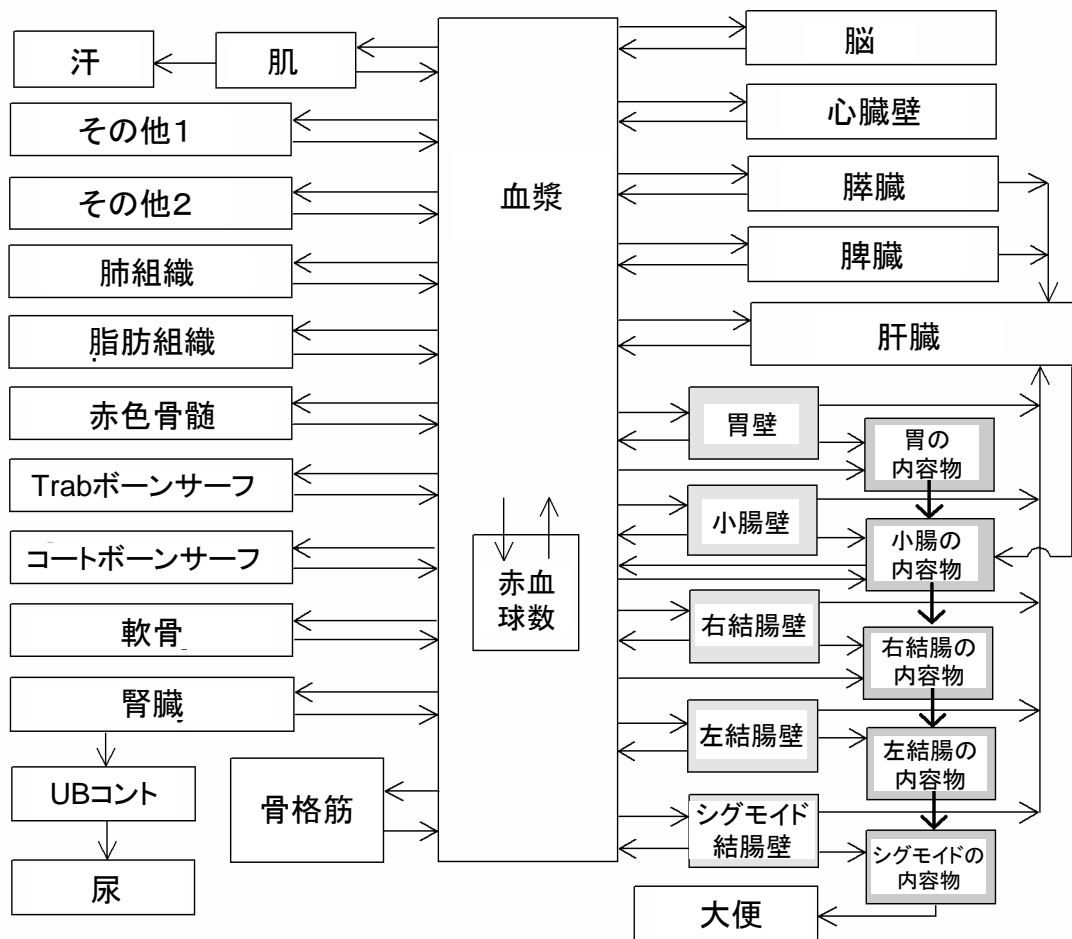 汗
肌
その他1
その他2
肺組織
脂肪組織
赤色骨髄
Trabボーンサーフ
コートボーンサーフ
軟骨
腎臓
UBコント
尿
骨格筋
血漿
赤血
球数
脳
心臓壁
膵臓
脾臓
肝臓
胃壁
胃の
内容物
小腸壁
小腸の
内容物
右結腸壁
右結腸の
内容物
左結腸壁
左結腸の
内容物
シグモイド
結腸壁
シグモイドの
内容物
大便